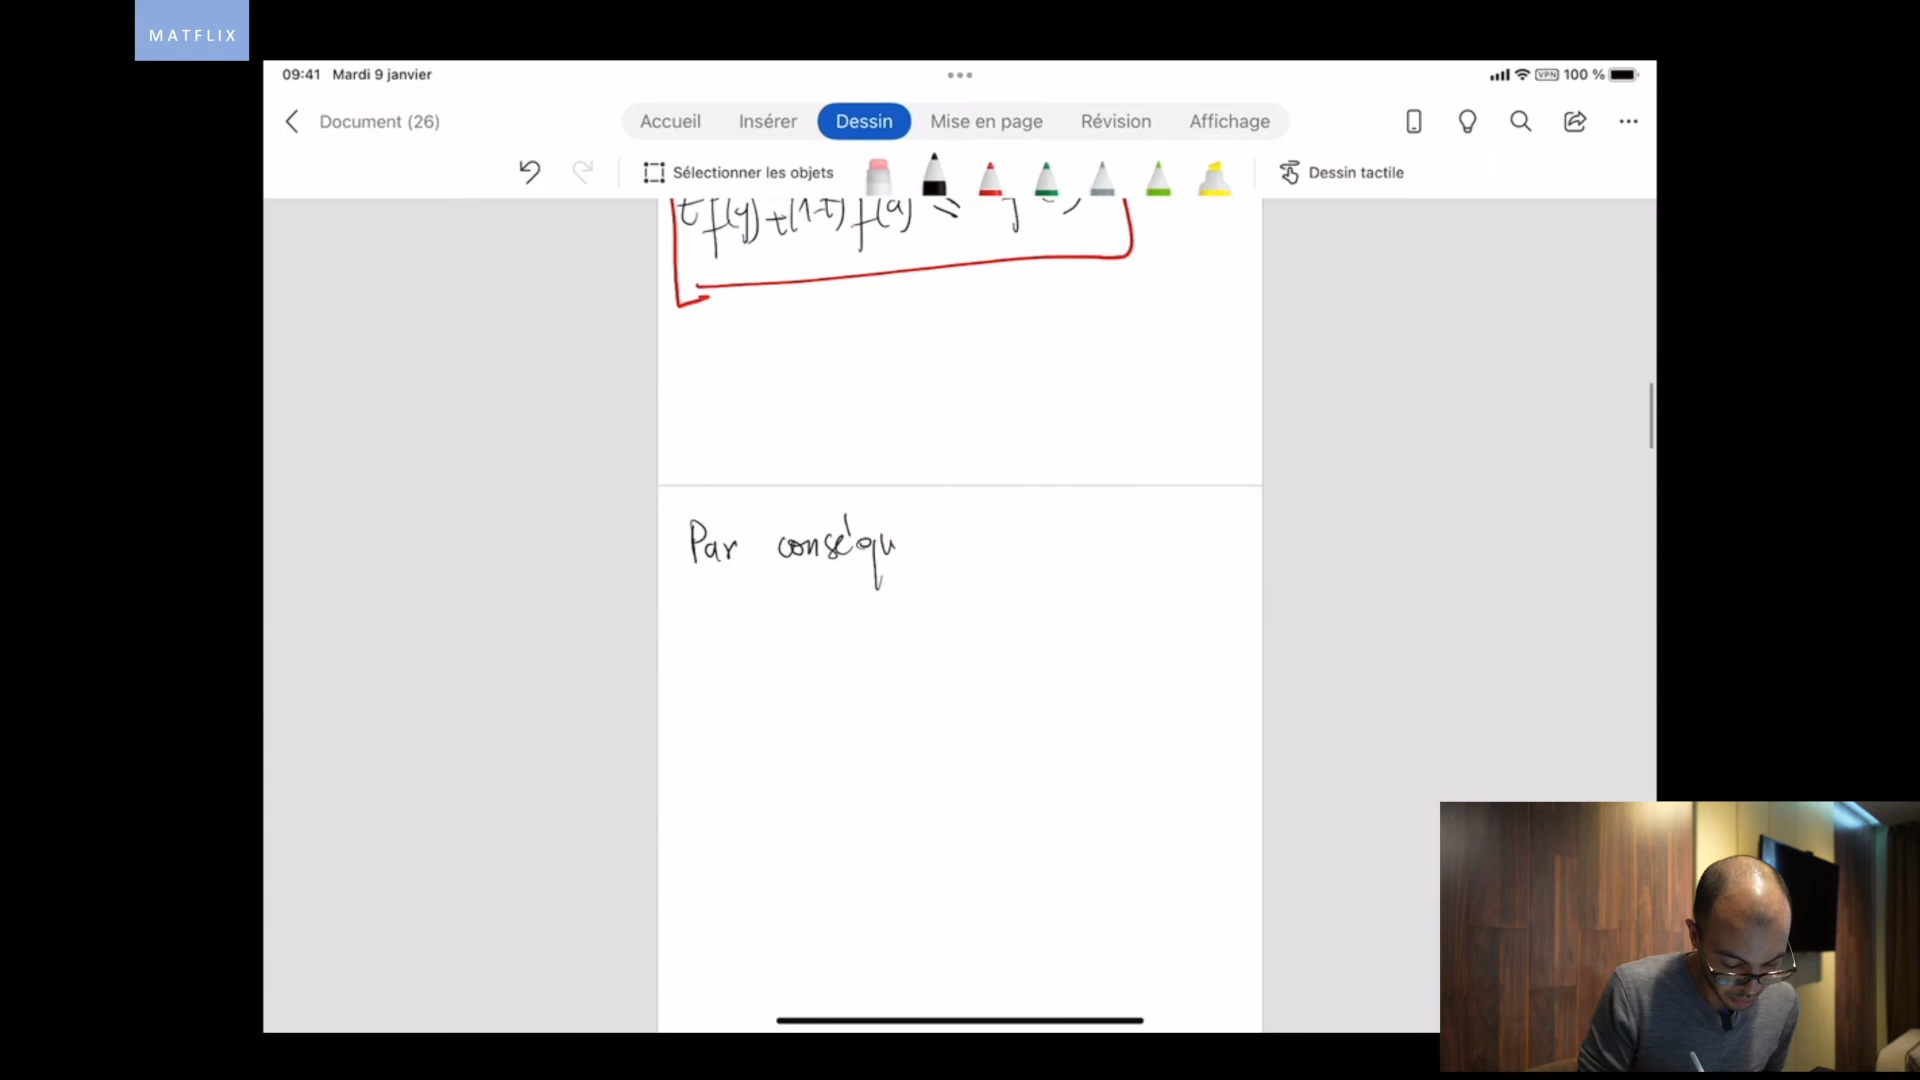 MATFLIX
09:41 Mardi 9 janvier
VPN 100 %
Document (26)
Accueil Insérer Dessin Mise en page Révision Affichage
Sélectionner les objets
Dessin tactile
t f(y) + (1-t) f(a) ≤
Par conséqu